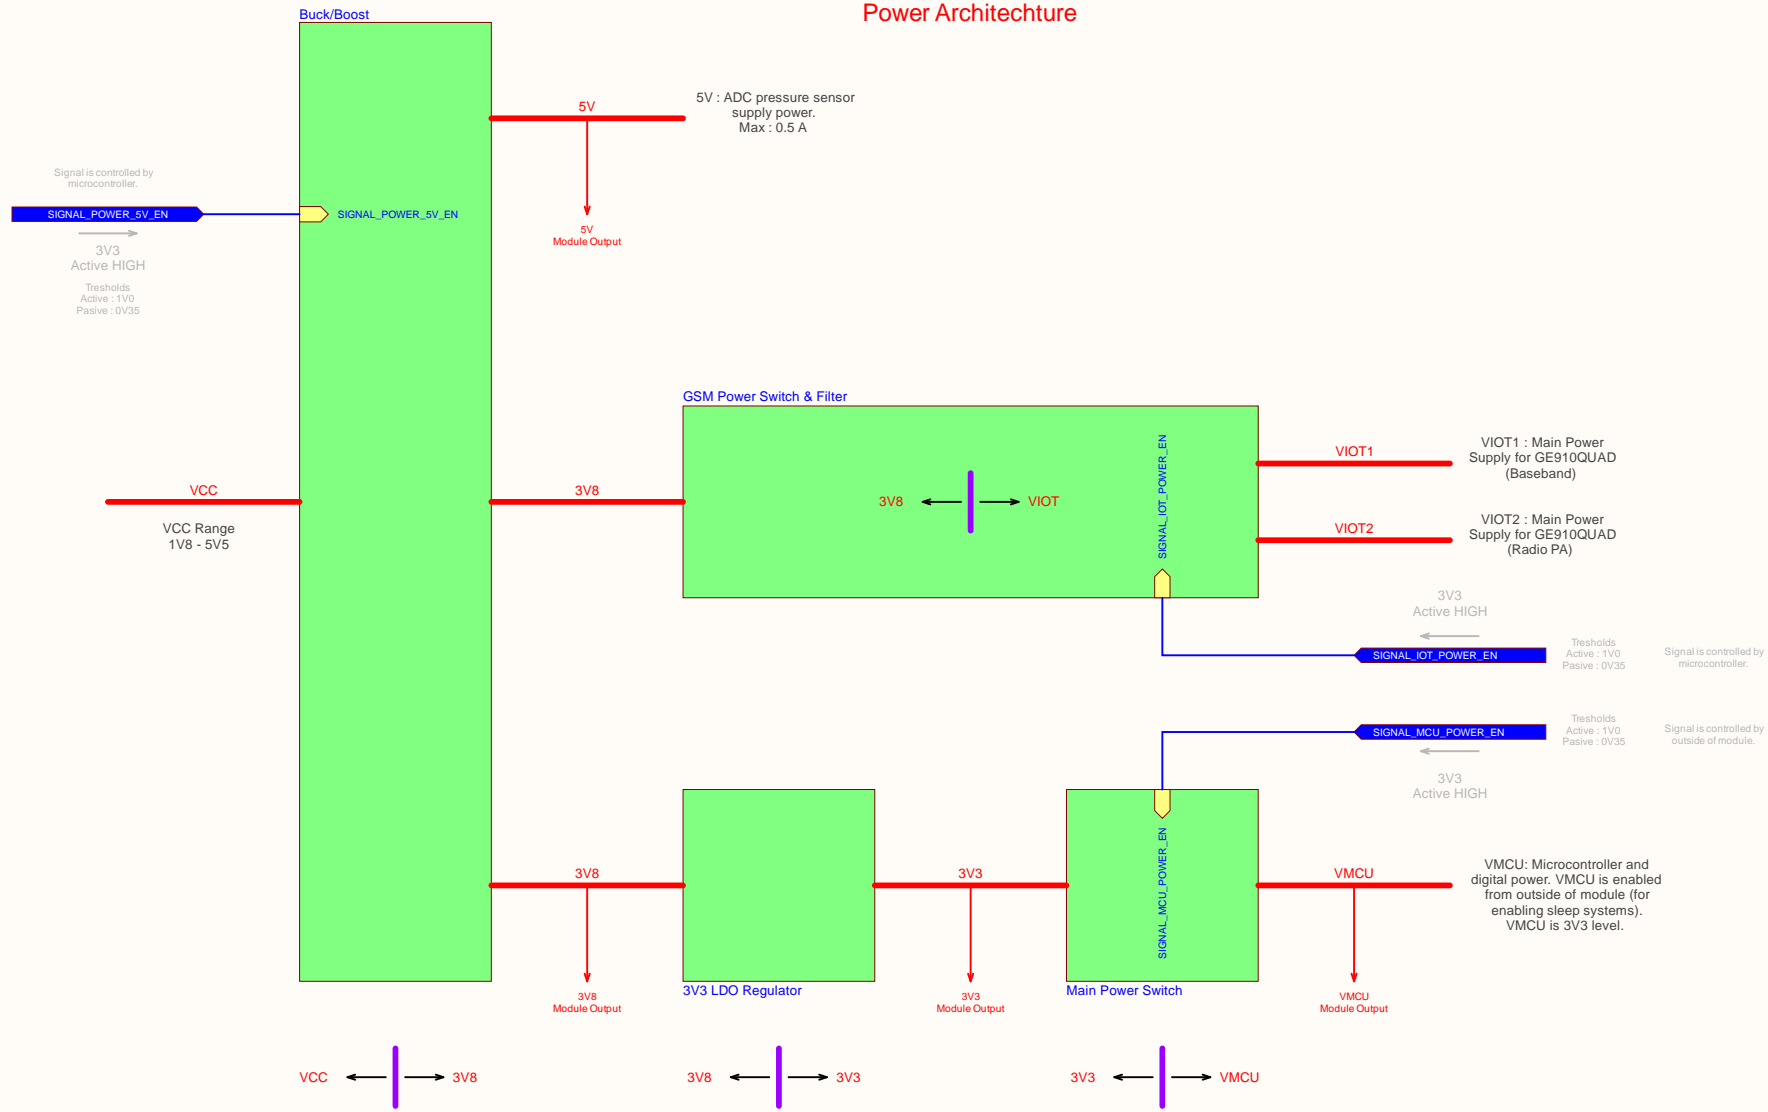 Power Architechture
Buck/Boost
5V
5V : ADC pressure sensor
supply power.
Max : 0.5 A
Signal is controlled by
microcontroller.
SIGNAL_POWER_5V_EN
SIGNAL_POWER_5V_EN
3V3
Active HIGH
Tresholds
Active : 1V0
Pasive : 0V35
5V
Module Output
GSM Power Switch & Filter
VCC
VCC Range
1V8 - 5V5
3V8
3V8
VIOT
SIGNAL_IOT_POWER_EN
VIOT1
VIOT1 : Main Power
Supply for GE910QUAD
(Baseband)
VIOT2
VIOT2 : Main Power
Supply for GE910QUAD
(Radio PA)
3V3
Active HIGH
SIGNAL_IOT_POWER_EN
Tresholds
Active : 1V0
Pasive : 0V35
Signal is controlled by
microcontroller.
SIGNAL_MCU_POWER_EN
Tresholds
Active : 1V0
Pasive : 0V35
Signal is controlled by
outside of module.
3V3
Active HIGH
3V8
3V3
SIGNAL_MCU_POWER_EN
VMCU
VMCU: Microcontroller and
digital power. VMCU is enabled
from outside of module (for
enabling sleep systems).
VMCU is 3V3 level.
3V8
Module Output
3V3 LDO Regulator
3V3
Module Output
Main Power Switch
VMCU
Module Output
VCC
3V8
3V8
3V3
3V3
VMCU